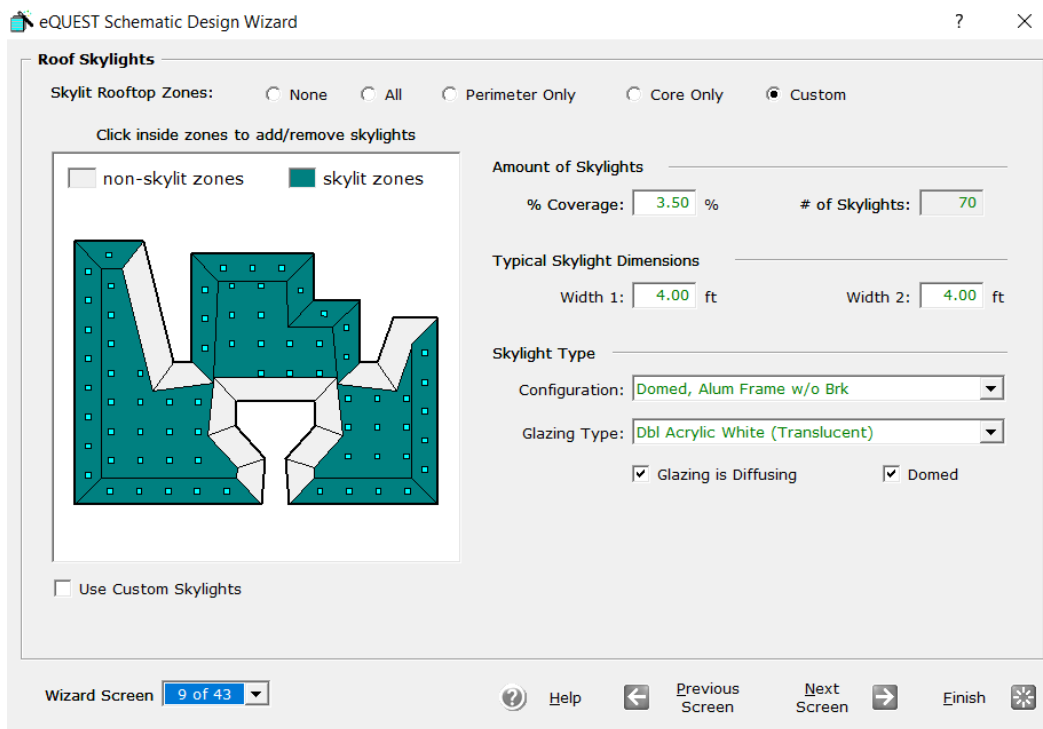 eQUEST Schematic Design Wizard ? ×
Roof Skylights
Skylit Rooftop Zones: None All Perimeter Only Core Only Custom
Click inside zones to add/remove skylights
non-skylit zones skylit zones
Amount of Skylights
% Coverage: 3.50 % # of Skylights: 70
Typical Skylight Dimensions
Width 1: 4.00 ft Width 2: 4.00 ft
Skylight Type
Configuration: Domed, Alum Frame w/o Brk
Glazing Type: Dbl Acrylic White (Translucent)
Glazing is Diffusing Domed
Use Custom Skylights
Wizard Screen 9 of 43 ? Help Previous Screen Next Screen Finish